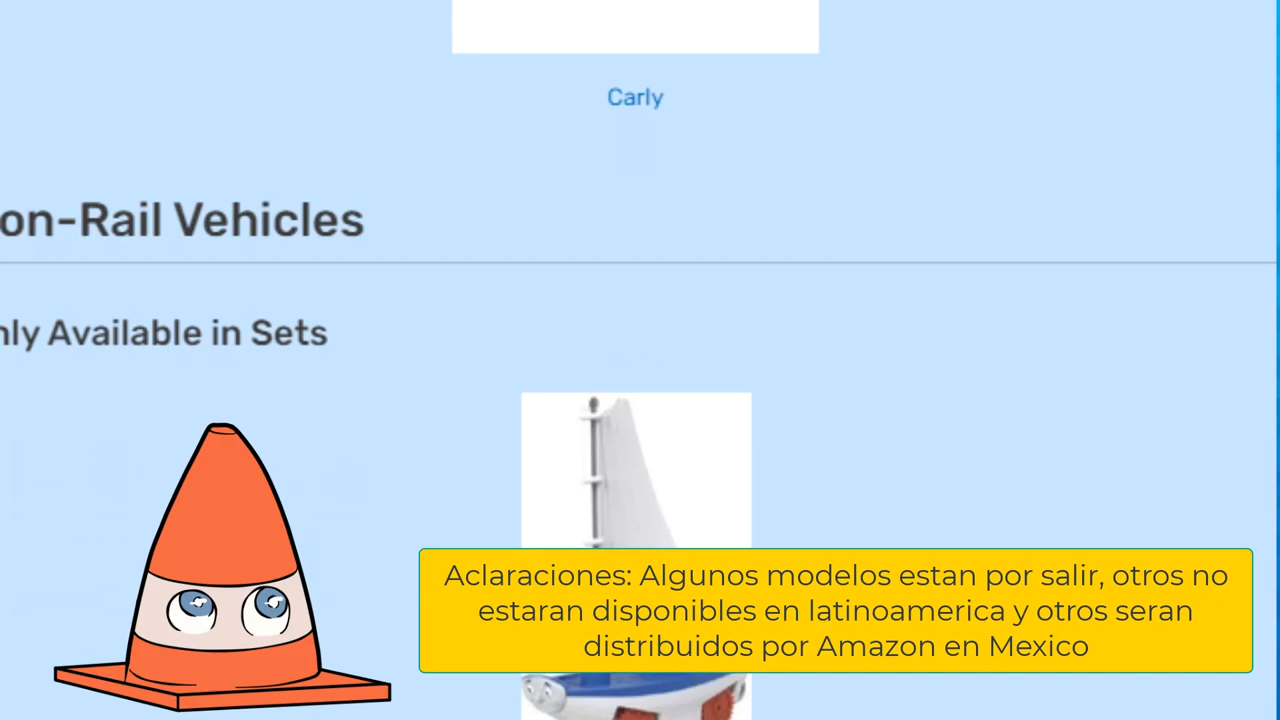 Carly
on-Rail Vehicles
nly Available in Sets
Aclaraciones: Algunos modelos estan por salir, otros no
estaran disponibles en latinoamerica y otros seran
distribuidos por Amazon en Mexico